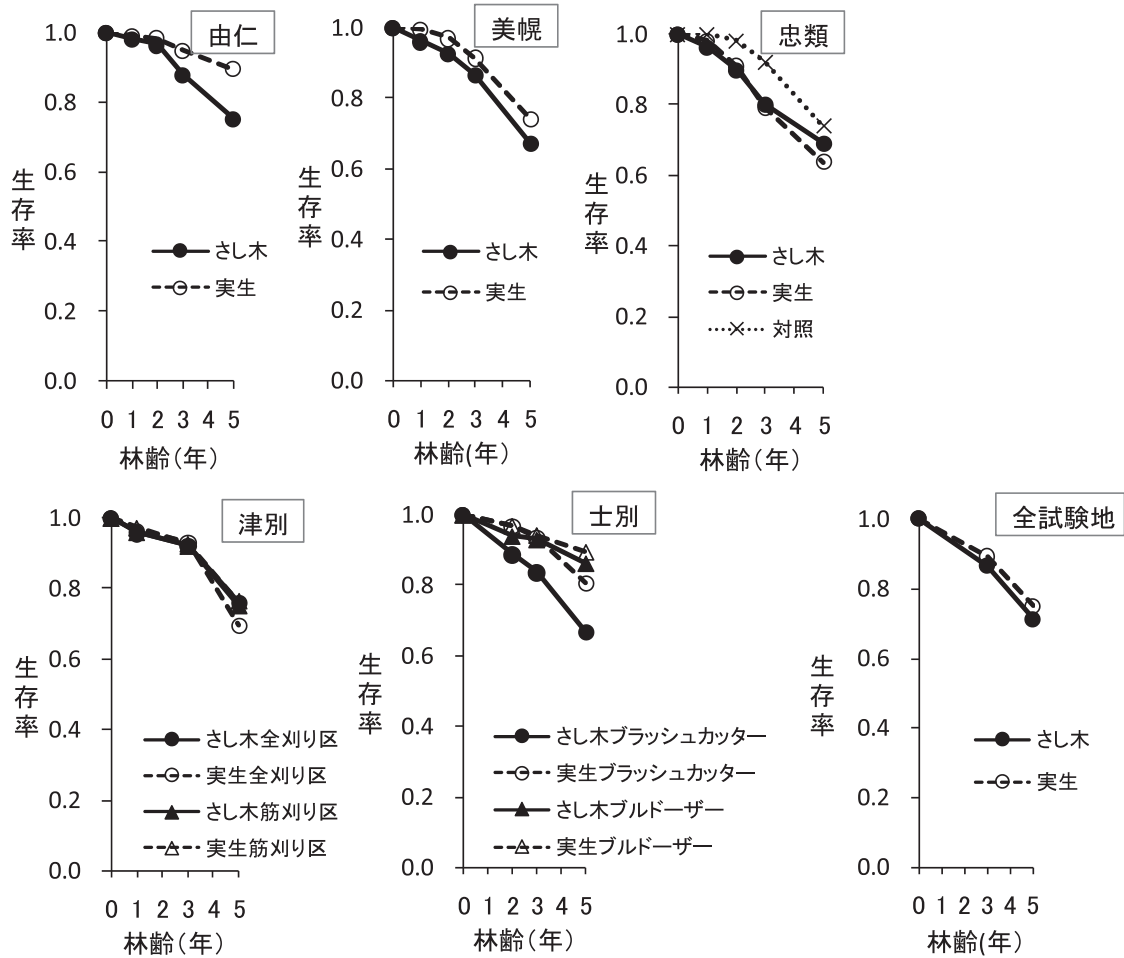 由仁
1.0
0.8
0.6
0.4
0.2
0.0
生存率
さし木
実生
0 1 2 3 4 5
林齢(年)
美幌
1.0
0.8
0.6
0.4
0.2
0.0
生存率
さし木
実生
0 1 2 3 4 5
林齢(年)
忠類
1.0
0.8
0.6
0.4
0.2
0.0
生存率
さし木
実生
対照
0 1 2 3 4 5
林齢(年)
津別
1.0
0.8
0.6
0.4
0.2
0.0
生存率
さし木全刈り区
実生全刈り区
さし木筋刈り区
実生筋刈り区
0 1 2 3 4 5
林齢(年)
士別
1.0
0.8
0.6
0.4
0.2
0.0
生存率
さし木ブラッシュカッター
実生ブラッシュカッター
さし木ブルドーザー
実生ブルドーザー
0 1 2 3 4 5
林齢(年)
全試験地
1.0
0.8
0.6
0.4
0.2
0.0
生存率
さし木
実生
0 1 2 3 4 5
林齢(年)